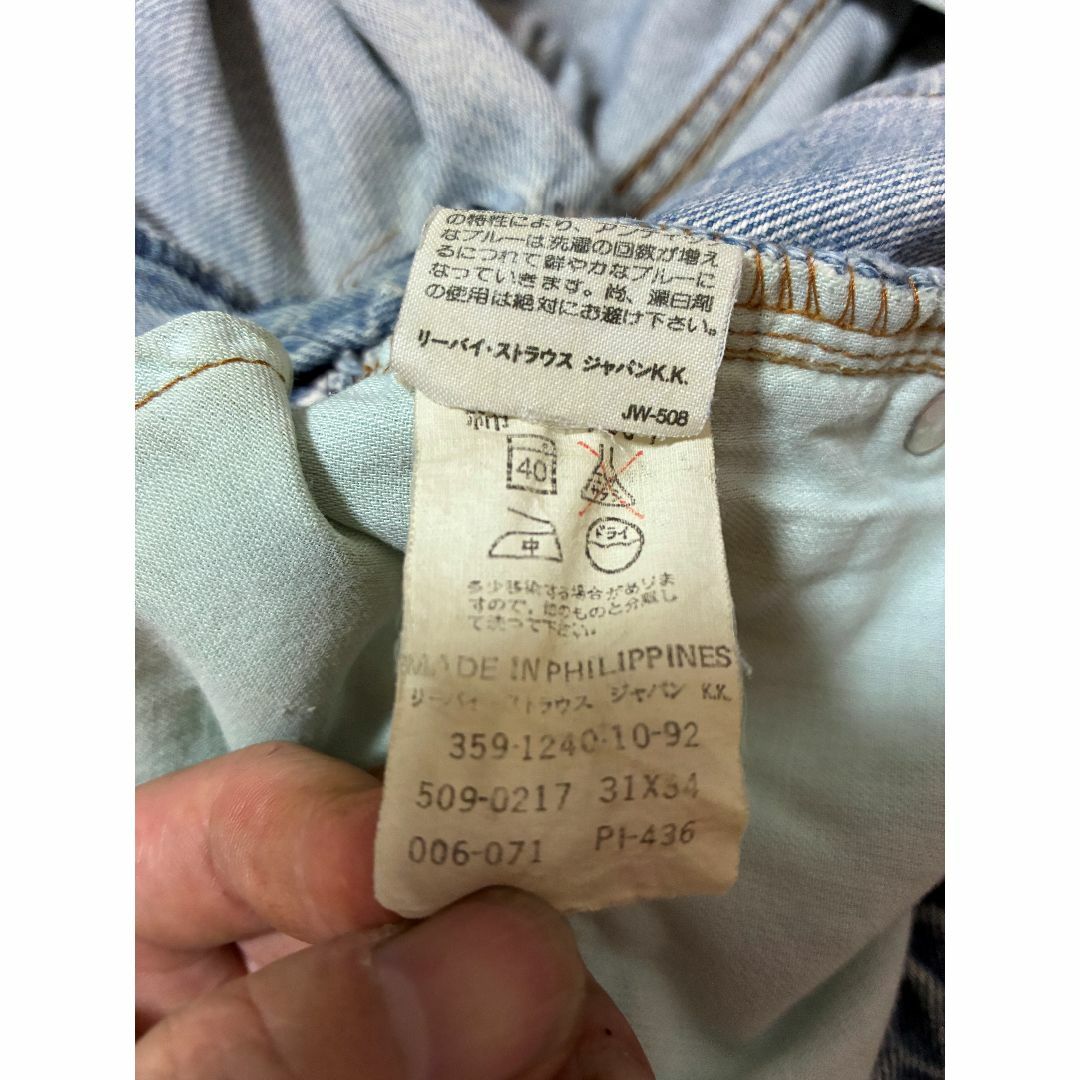 の特性により、アンティック
なブルーは洗濯の回数が増え
るにつれて鮮やかなブルーに
なっていきます。尚、漂白剤
の使用は絶対にお避け下さい。
リーバイ・ストラウス ジャパンK.K.
JW-508
40
中 ドライ
多少移染する場合がありま
すので、他のものと分離し
て洗って下さい。
MADE IN PHILIPPINES
リーバイ・ストラウス ジャパン K.K.
359-1240-10-92
509-0217 31X34
006-071 PI-436